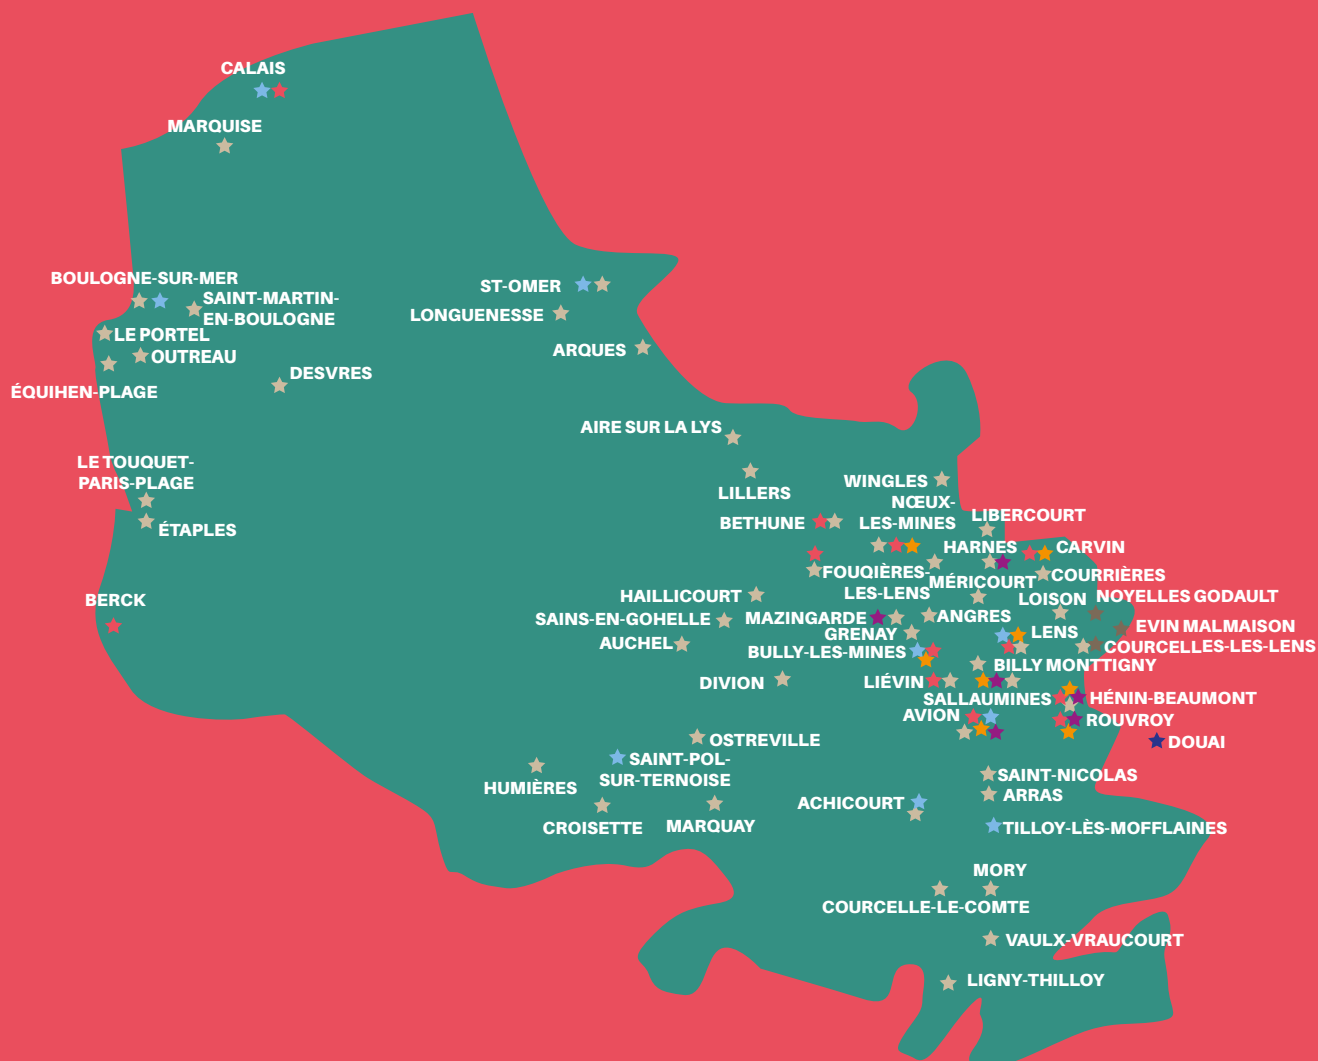 CALAIS
MARQUISE
BOULOGNE-SUR-MER
SAINT-MARTIN-
EN-BOULOGNE
LE PORTEL
OUTREAU
ÉQUIHEN-PLAGE
DESVRES
ST-OMER
LONGUENESSE
ARQUES
AIRE SUR LA LYS
LILLERS
LE TOUQUET-
PARIS-PLAGE
ÉTAPLES
BERCK
WINGLES
NŒUX-
LES-MINES
BETHUNE
LIBERCOURT
HARNES
CARVIN
FOUQIÈRES-
LES-LENS
MÉRICOURT
COURRIÈRES
HAILLICOURT
LOISON
NOYELLES GODAULT
SAINS-EN-GOHELLE
MAZINGARDE
ANGRES
EVIN MALMAISON
GRENAY
LENS
AUCHEL
BULLY-LES-MINES
COURCELLES-LES-LENS
BILLY MONTTIGNY
DIVION
LIÉVIN
SALLAUMINES
HÉNIN-BEAUMONT
AVION
ROUVROY
DOUAI
OSTREVILLE
SAINT-POL-
SUR-TERNOISE
HUMIÈRES
CROISETTE
MARQUAY
SAINT-NICOLAS
ARRAS
ACHICOURT
TILLOY-LÈS-MOFFLAINES
MORY
COURCELLE-LE-COMTE
VAULX-VRAUCOURT
LIGNY-THILLOY